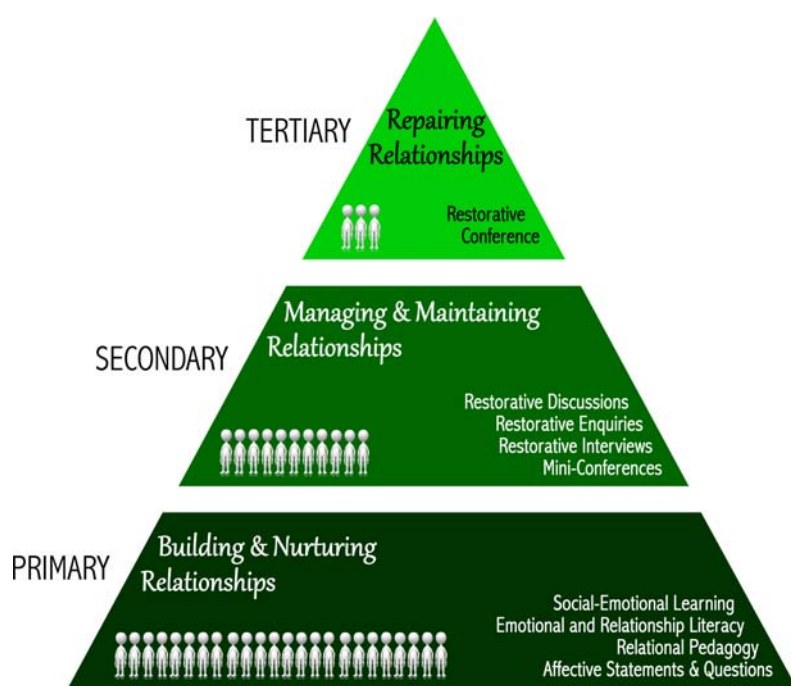 TERTIARY
Repairing
Relationships
Restorative
Conference
SECONDARY
Managing & Maintaining
Relationships
Restorative Discussions
Restorative Enquiries
Restorative Interviews
Mini-Conferences
PRIMARY
Building & Nurturing
Relationships
Social-Emotional Learning
Emotional and Relationship Literacy
Relational Pedagogy
Affective Statements & Questions